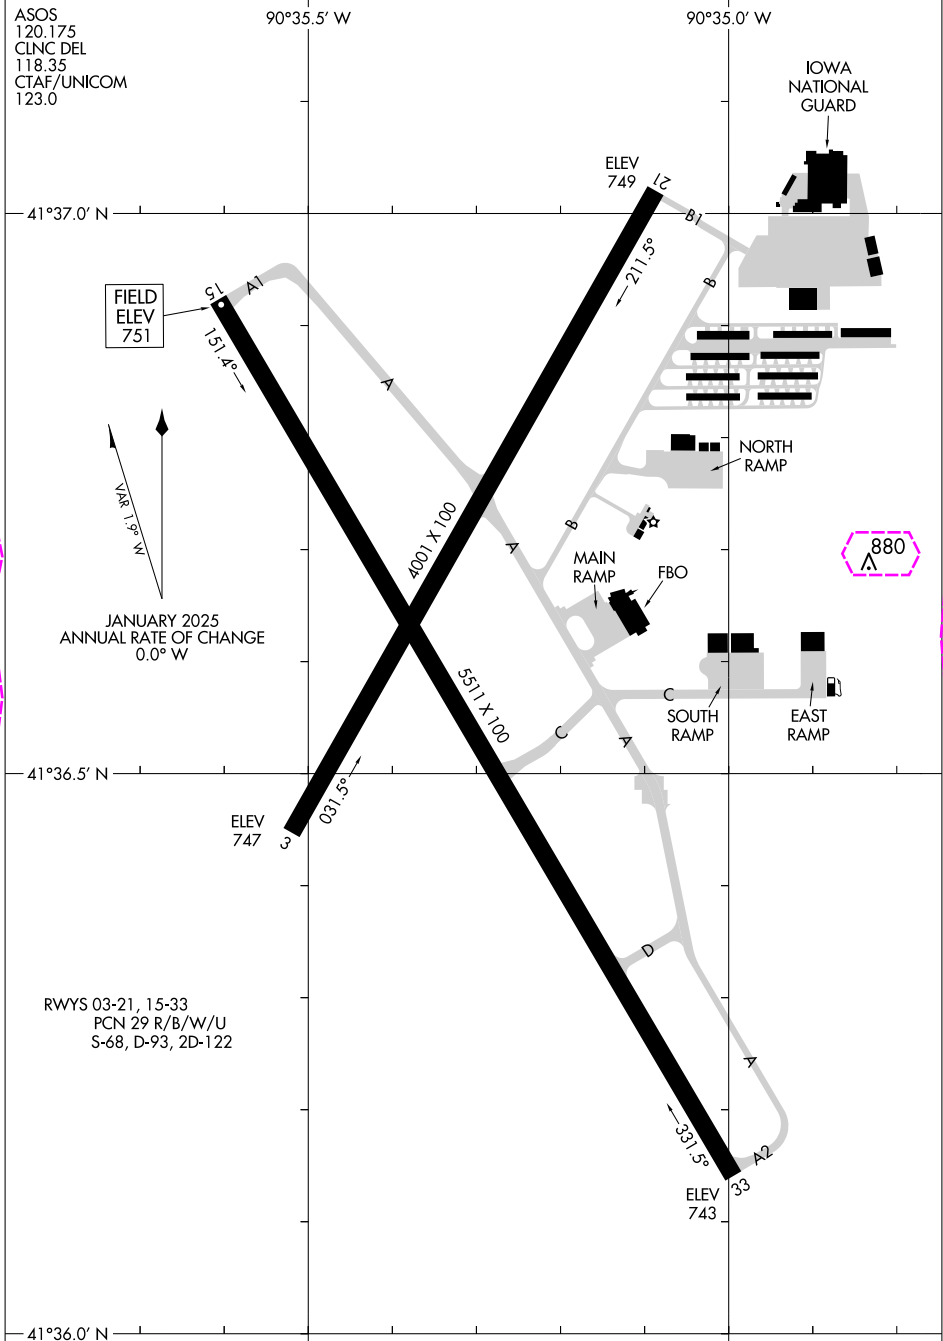 ASOS
120.175
CLNC DEL
118.35
CTAF/UNICOM
123.0
90°35.5' W
90°35.0' W
IOWA
NATIONAL
GUARD
ELEV
749
21
41°37.0' N
B1
211.5°
B
A1
15
FIELD
ELEV
751
151.4°
A
VAR 1.9° W
NORTH
RAMP
4001 X 100
B
A
880
MAIN
RAMP
FBO
JANUARY 2025
ANNUAL RATE OF CHANGE
0.0° W
5511 X 100
C
SOUTH
RAMP
EAST
RAMP
C
A
41°36.5' N
031.5°
ELEV
747
3
D
RWYS 03-21, 15-33
PCN 29 R/B/W/U
S-68, D-93, 2D-122
A
331.5°
A2
33
ELEV
743
41°36.0' N